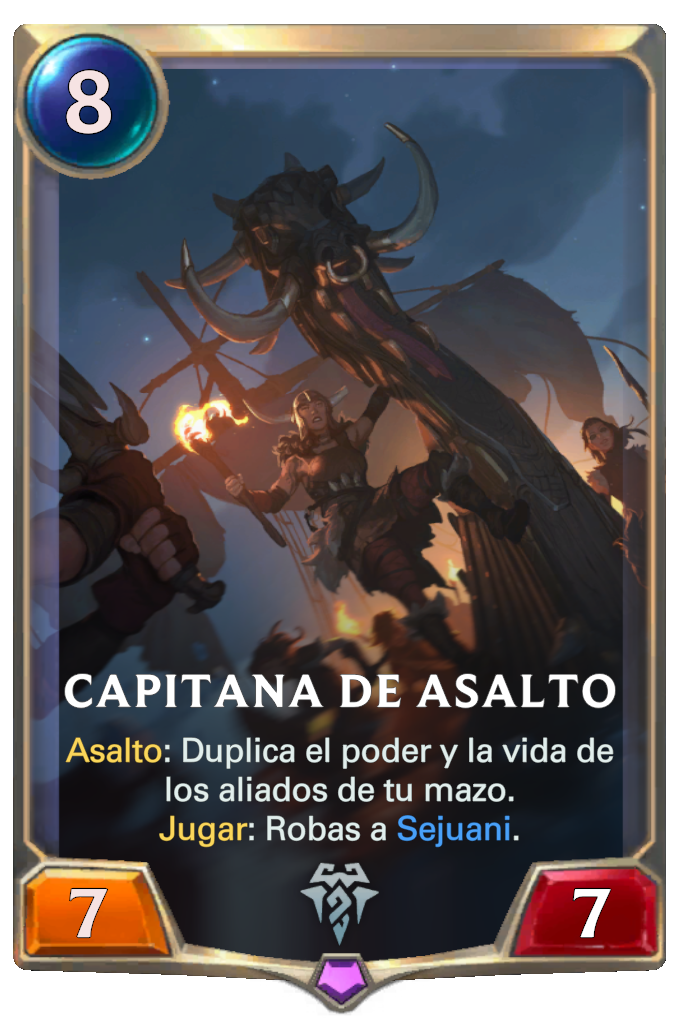 8
CAPITANA DE ASALTO
Asalto: Duplica el poder y la vida de
los aliados de tu mazo.
Jugar: Robas a Sejuani.
7 7